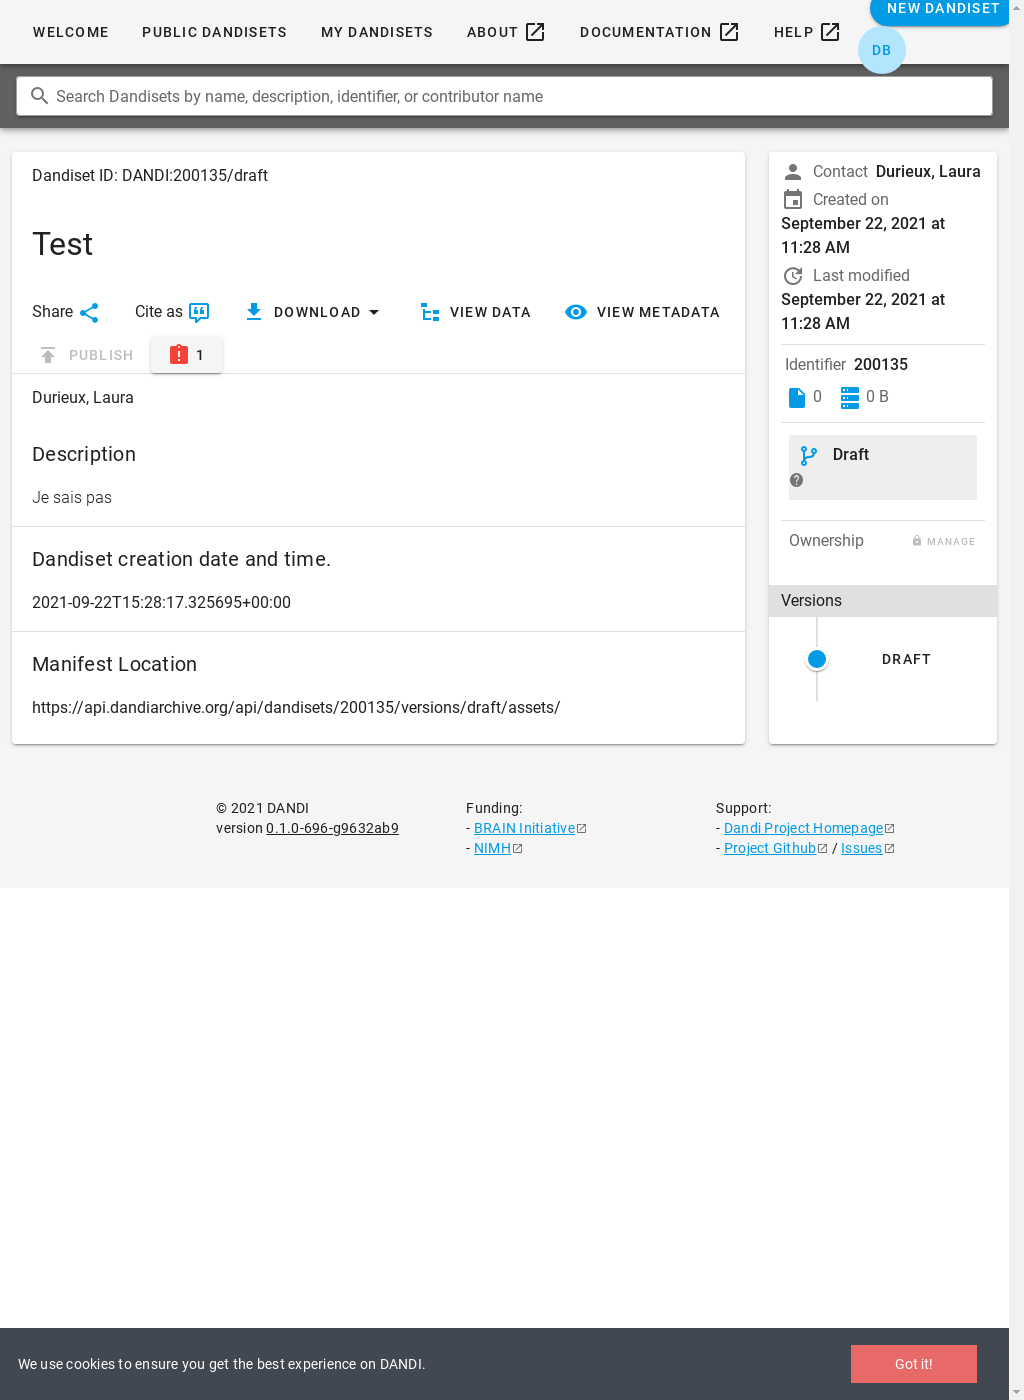 NEW DANDISET
WELCOME PUBLIC DANDISETS MY DANDISETS ABOUT DOCUMENTATION HELP
DB
Search Dandisets by name, description, identifier, or contributor name
Dandiset ID: DANDI:200135/draft
Test
Share Cite as DOWNLOAD VIEW DATA VIEW METADATA
PUBLISH 1
Durieux, Laura
Description
Je sais pas
Dandiset creation date and time.
2021-09-22T15:28:17.325695+00:00
Manifest Location
https://api.dandiarchive.org/api/dandisets/200135/versions/draft/assets/
Contact Durieux, Laura
Created on
September 22, 2021 at
11:28 AM
Last modified
September 22, 2021 at
11:28 AM
Identifier 200135
0 0 B
Draft
Ownership MANAGE
Versions
DRAFT
© 2021 DANDI
version 0.1.0-696-g9632ab9
Funding:
- BRAIN Initiative
- NIMH
Support:
- Dandi Project Homepage
- Project Github / Issues
We use cookies to ensure you get the best experience on DANDI.
Got it!